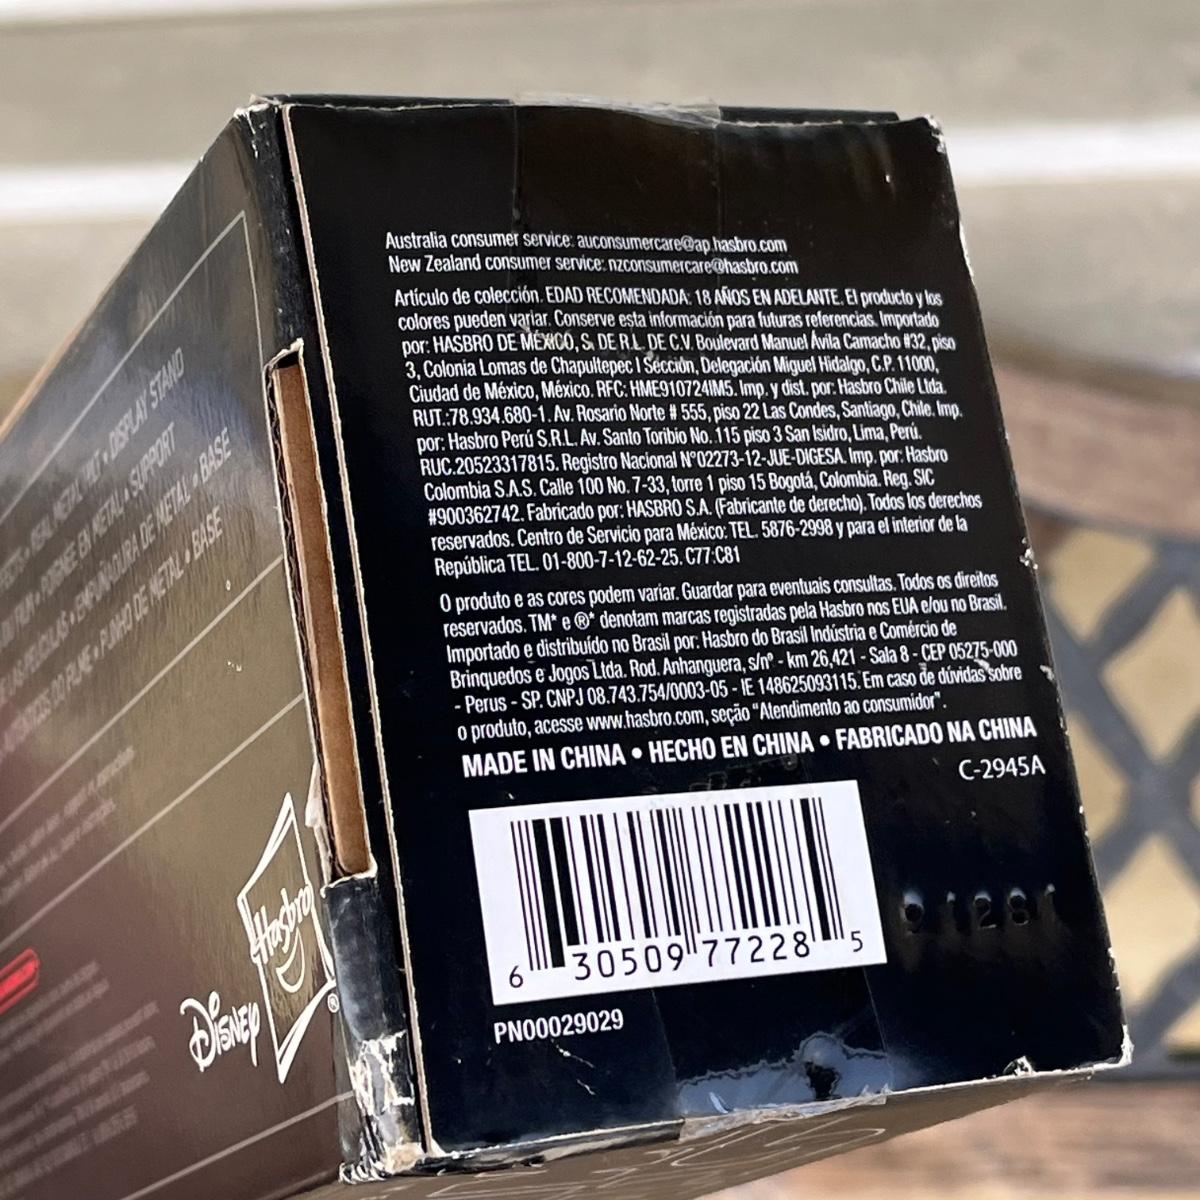 Australia consumer service: auconsumercare@ap.hasbro.com
New Zealand consumer service: nzconsumercare@hasbro.com
Artículo de colección. EDAD RECOMENDADA: 18 AÑOS EN ADELANTE. El producto y los
colores pueden variar. Conserve esta información para futuras referencias. Importado
por: HASBRO DE MÉXICO, S. DE R.L. DE C.V. Boulevard Manuel Ávila Camacho #32, piso
3, Colonia Lomas de Chapultepec I Sección, Delegación Miguel Hidalgo, C.P. 11000,
Ciudad de México, México. RFC: HME910724IM5. Imp. y dist. por: Hasbro Chile Ltda.
RUT.:78.934.680-1. Av. Rosario Norte # 555, piso 22 Las Condes, Santiago, Chile. Imp.
por: Hasbro Perú S.R.L. Av. Santo Toribio No. 115 piso 3 San Isidro, Lima, Perú.
RUC.20523317815. Registro Nacional N°02273-12-JUE-DIGESA. Imp. por: Hasbro
Colombia S.A.S. Calle 100 No. 7-33, torre 1 piso 15 Bogotá, Colombia. Reg. SIC
#900362742. Fabricado por: HASBRO S.A. (Fabricante de derecho). Todos los derechos
reservados. Centro de Servicio para México: TEL. 5876-2998 y para el interior de la
República TEL. 01-800-7-12-62-25. C77:C81
O produto e as cores podem variar. Guardar para eventuais consultas. Todos os direitos
reservados. TM* e ®* denotam marcas registradas pela Hasbro nos EUA e/ou no Brasil.
Importado e distribuído no Brasil por: Hasbro do Brasil Indústria e Comércio de
Brinquedos e Jogos Ltda. Rod. Anhanguera, s/nº - km 26,421 - Sala 8 - CEP 05275-000
- Perus - SP. CNPJ 08.743.754/0003-05 - IE 148625093115. Em caso de dúvidas sobre
o produto, acesse www.hasbro.com, seção "Atendimento ao consumidor".
MADE IN CHINA • HECHO EN CHINA • FABRICADO NA CHINA
C-2945A
6 30509 77228 5
PN00029029
REAL METAL HILT • DISPLAY STAND
POIGNÉE EN MÉTAL • SUPPORT
EMPUÑADURA DE METAL • BASE
PUNHO DE METAL • BASE
Hasbro
Disney